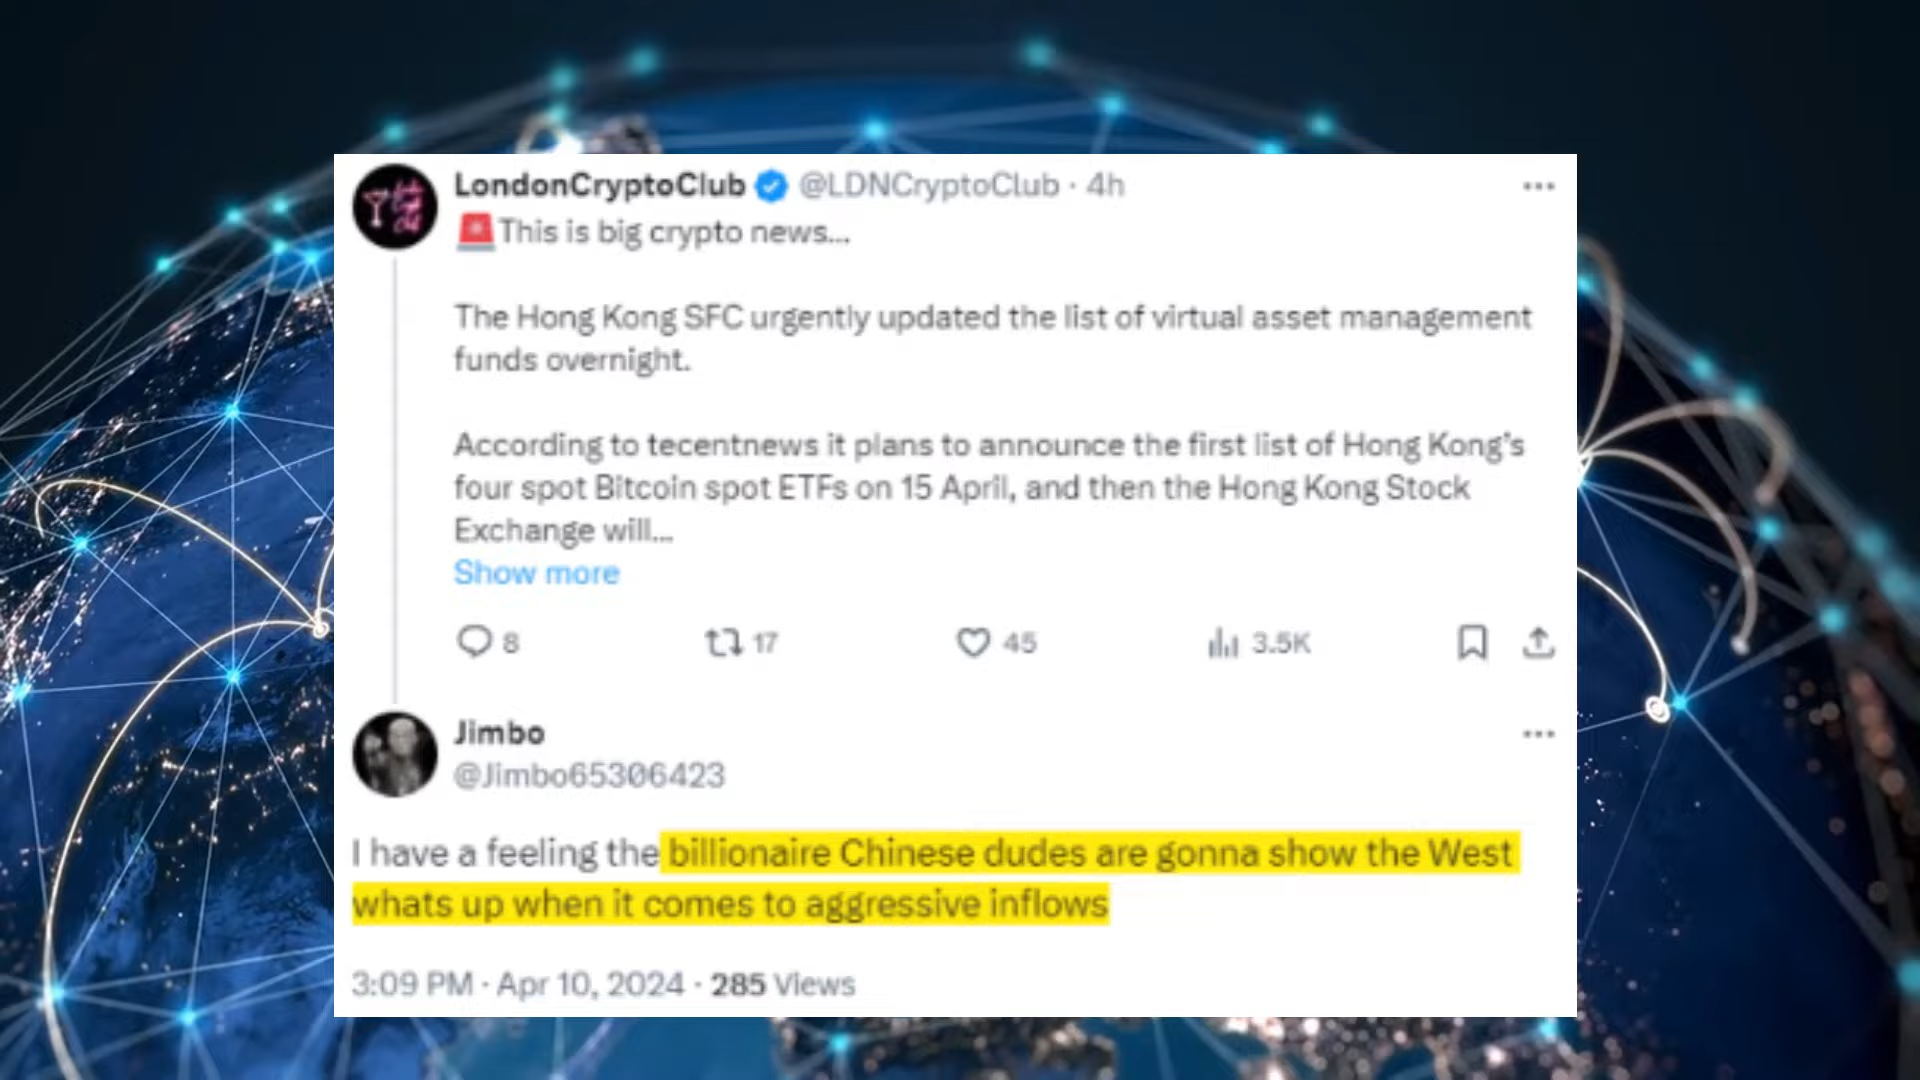 LondonCryptoClub @LDNCryptoClub · 4h
This is big crypto news...
The Hong Kong SFC urgently updated the list of virtual asset management
funds overnight.
According to tecentnews it plans to announce the first list of Hong Kong's
four spot Bitcoin spot ETFs on 15 April, and then the Hong Kong Stock
Exchange will...
Show more
8 17 45 3.5K
Jimbo
@Jimbo65306423
I have a feeling the billionaire Chinese dudes are gonna show the West
whats up when it comes to aggressive inflows
3:09 PM · Apr 10, 2024 · 285 Views